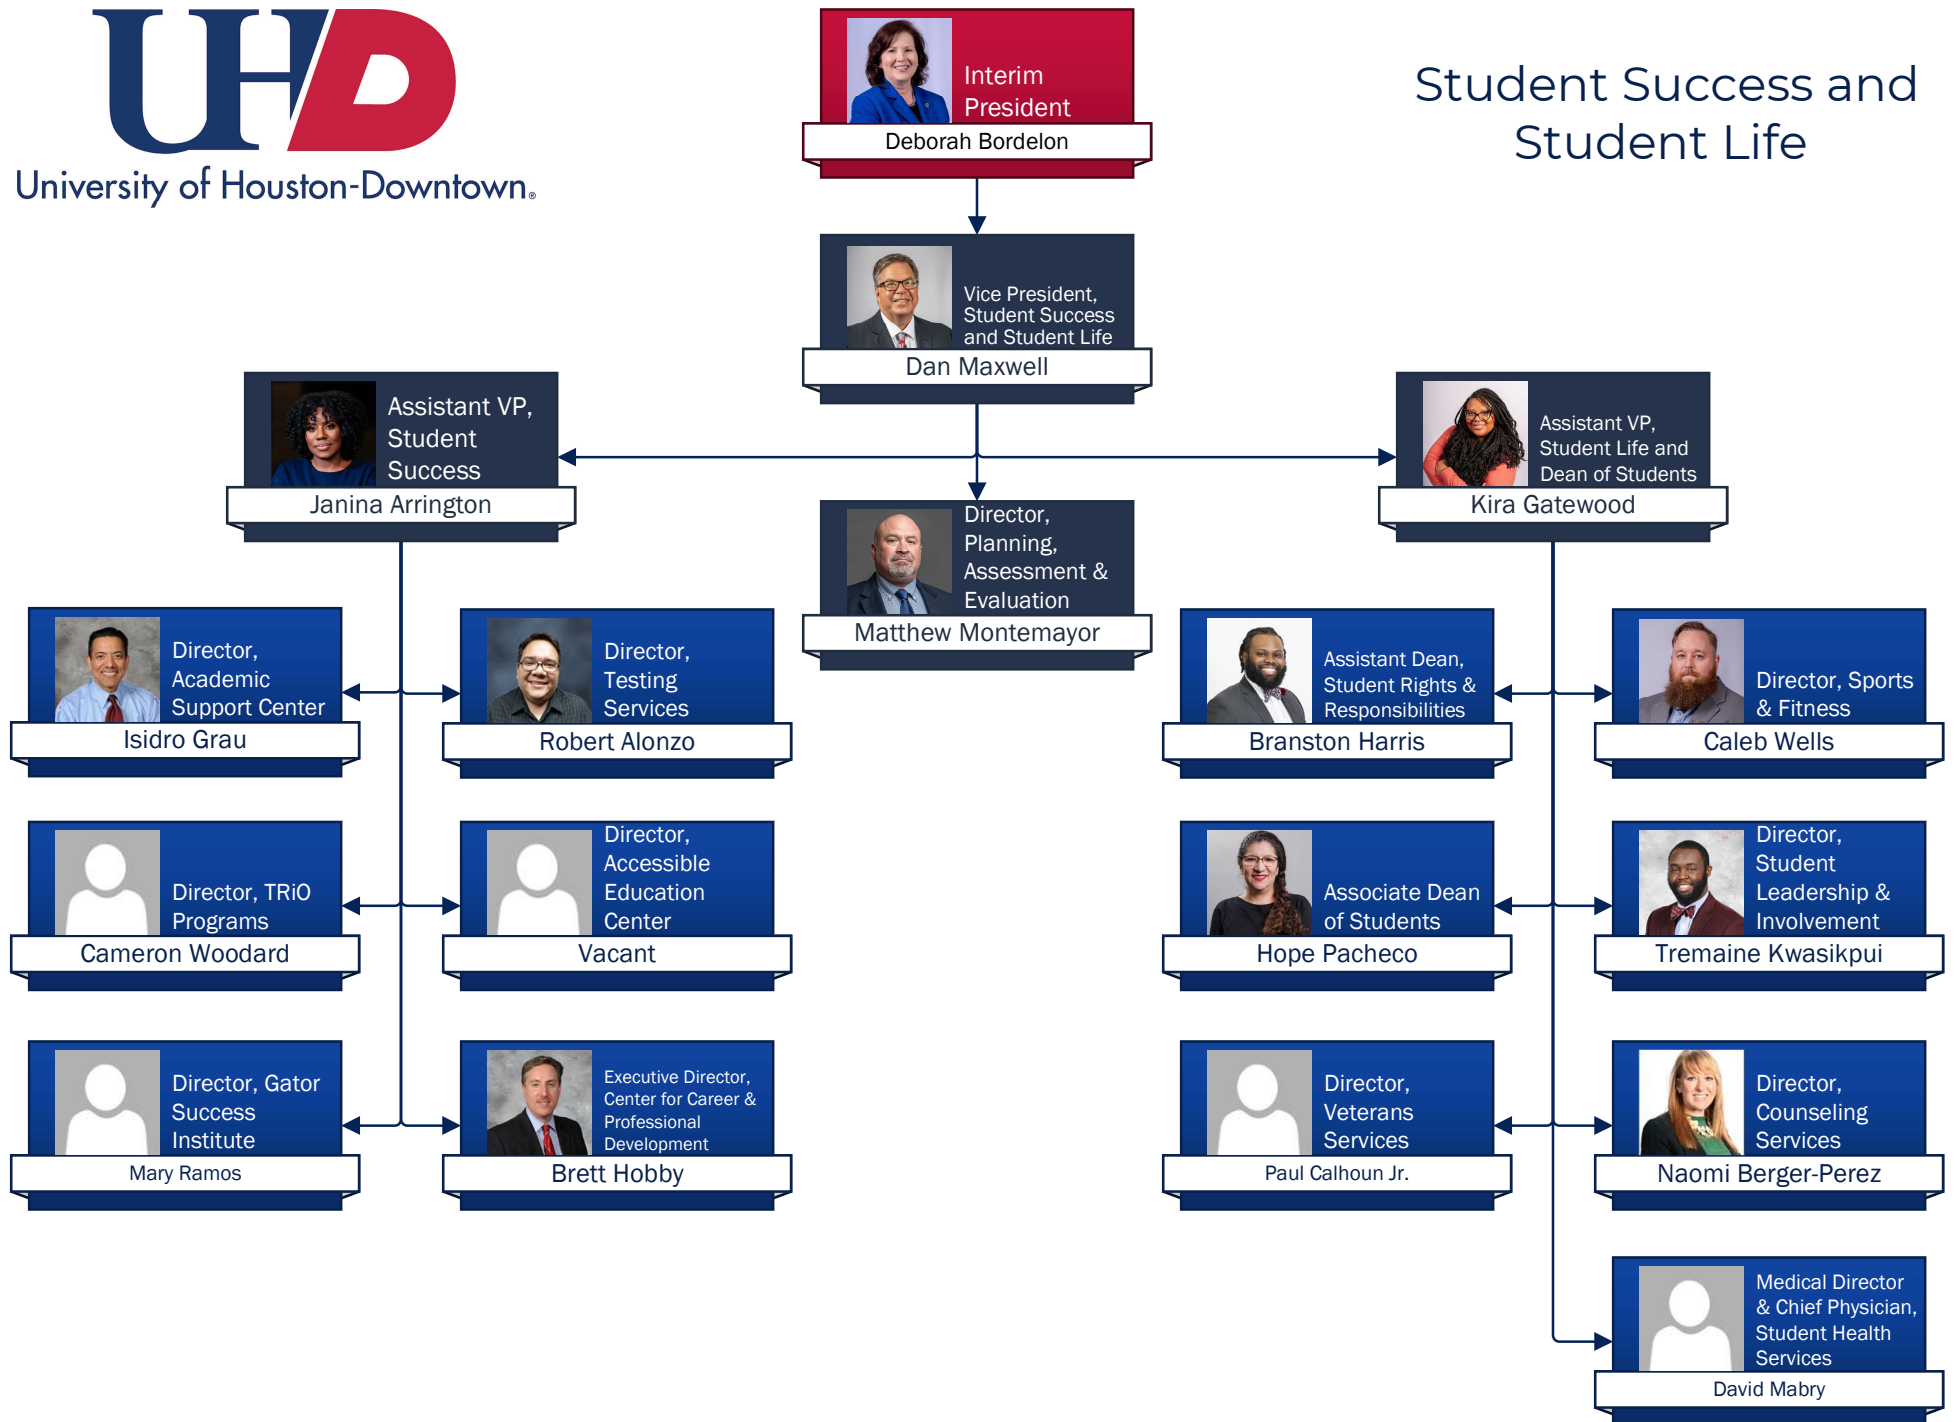 UHD
University of Houston-Downtown®
Student Success and
Student Life
Interim
President
Deborah Bordelon
Vice President,
Student Success
and Student Life
Dan Maxwell
Assistant VP,
Student
Success
Janina Arrington
Director,
Planning,
Assessment &
Evaluation
Matthew Montemayor
Assistant VP,
Student Life and
Dean of Students
Kira Gatewood
Director,
Academic
Support Center
Isidro Grau
Director,
Testing
Services
Robert Alonzo
Assistant Dean,
Student Rights &
Responsibilities
Branston Harris
Director, Sports
& Fitness
Caleb Wells
Director, TRiO
Programs
Cameron Woodard
Director,
Accessible
Education
Center
Vacant
Associate Dean
of Students
Hope Pacheco
Director,
Student
Leadership &
Involvement
Tremaine Kwasikpui
Director, Gator
Success
Institute
Mary Ramos
Executive Director,
Center for Career &
Professional
Development
Brett Hobby
Director,
Veterans
Services
Paul Calhoun Jr.
Director,
Counseling
Services
Naomi Berger-Perez
Medical Director
& Chief Physician,
Student Health
Services
David Mabry